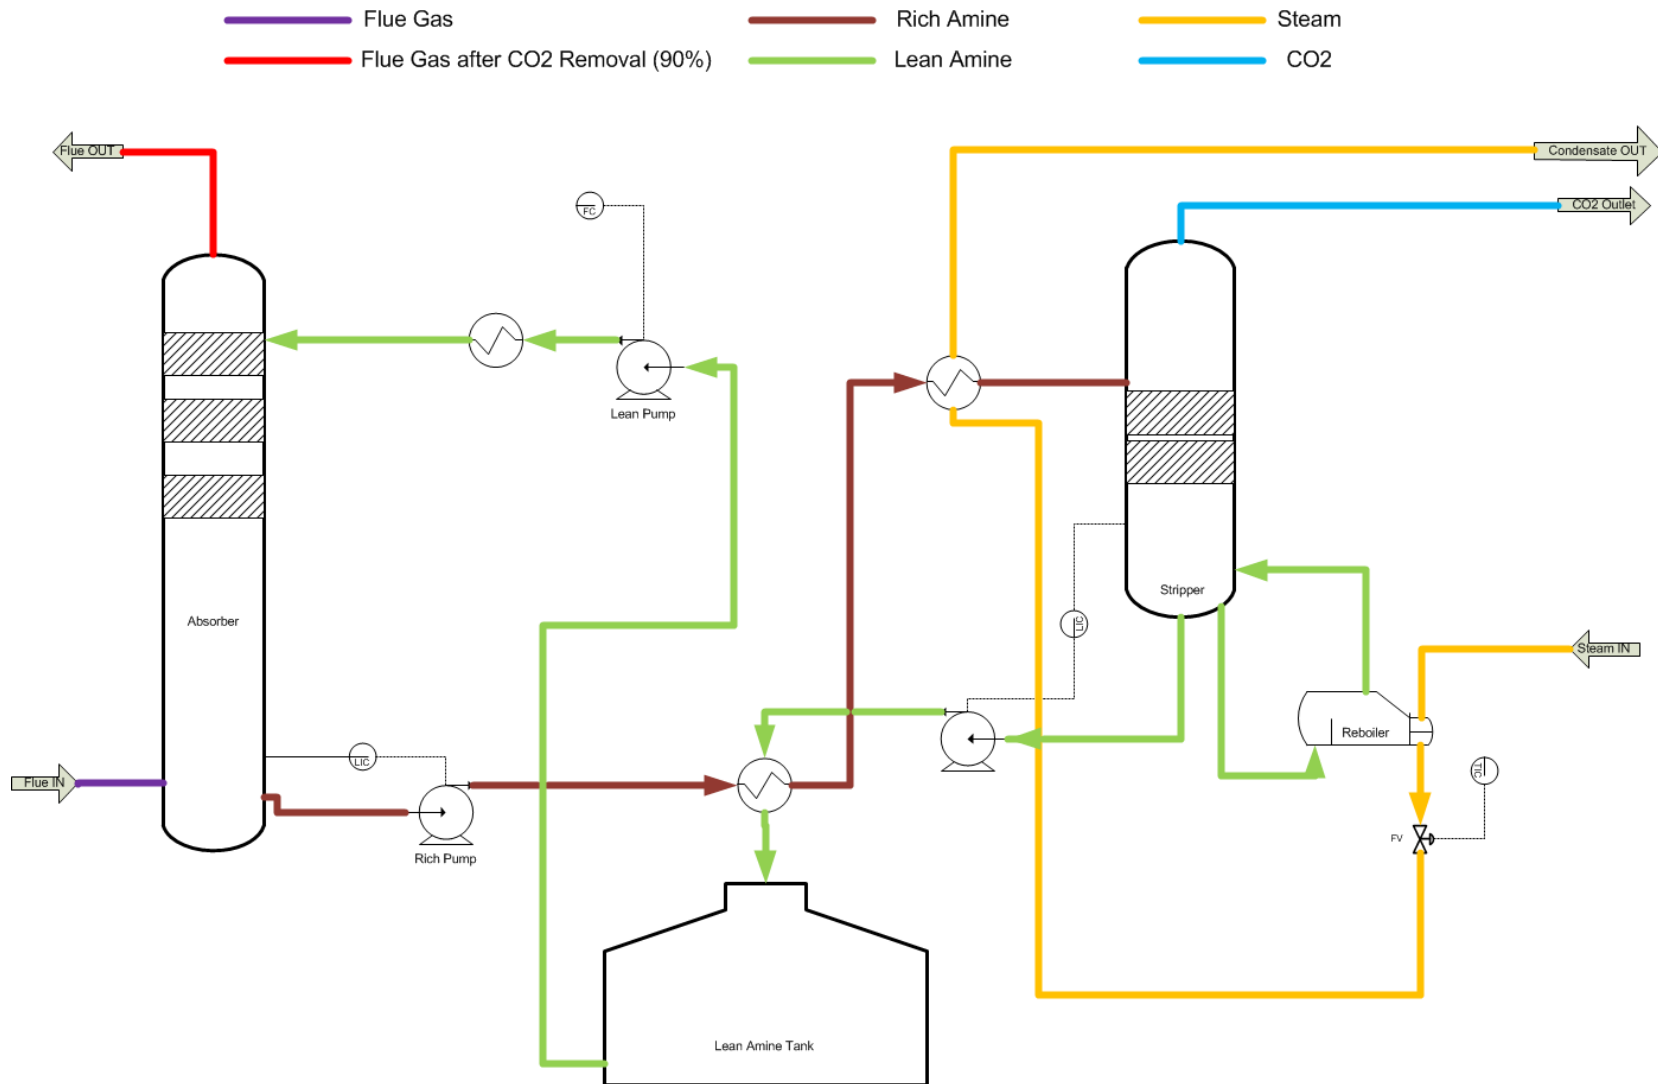 Flue Gas
Rich Amine
Steam
Flue Gas after CO2 Removal (90%)
Lean Amine
CO2
Flue OUT
Condensate OUT
FC
CO2 Outlet
Lean Pump
Stripper
Absorber
LIC
Steam IN
Reboiler
LIC
TIC
Flue IN
FV
Rich Pump
Lean Amine Tank